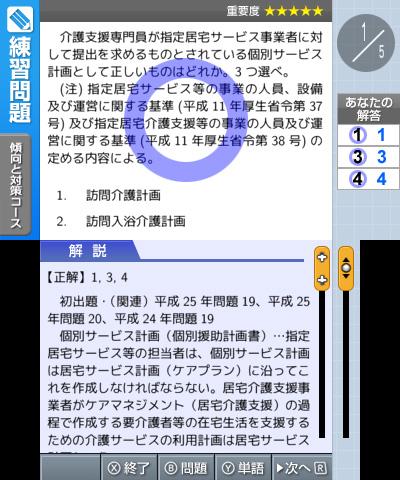 重要度 ★★★★★
練習問題
傾向と対策コース
介護支援専門員が指定居宅サービス事業者に対
して提出を求めるものとされている個別サービス
計画として正しいものはどれか。3 つ選べ。
(注) 指定居宅サービス等の事業の人員、設備
及び運営に関する基準 (平成 11 年厚生省令第 37
号) 及び指定居宅介護支援等の事業の人員及び運
営に関する基準 (平成 11 年厚生省令第 38 号) の
定める内容による。
1. 訪問介護計画
2. 訪問入浴介護計画
1/5
あなたの
解答
① 1
③ 3
④ 4
解説
【正解】1, 3, 4
初出題・(関連) 平成 25 年問題 19、平成 25
年問題 20、平成 24 年問題 19
個別サービス計画（個別援助計画書）…指定
居宅サービス等の担当者は、個別サービス計画
は居宅サービス計画（ケアプラン）に沿ってこ
れを作成しなければならない。居宅介護支援事
業者がケアマネジメント（居宅介護支援）の過
程で作成する要介護者等の在宅生活を支援する
ための介護サービスの利用計画は居宅サービス
Ⓧ 終了
Ⓑ 問題
Ⓨ 単語
▶次へ R